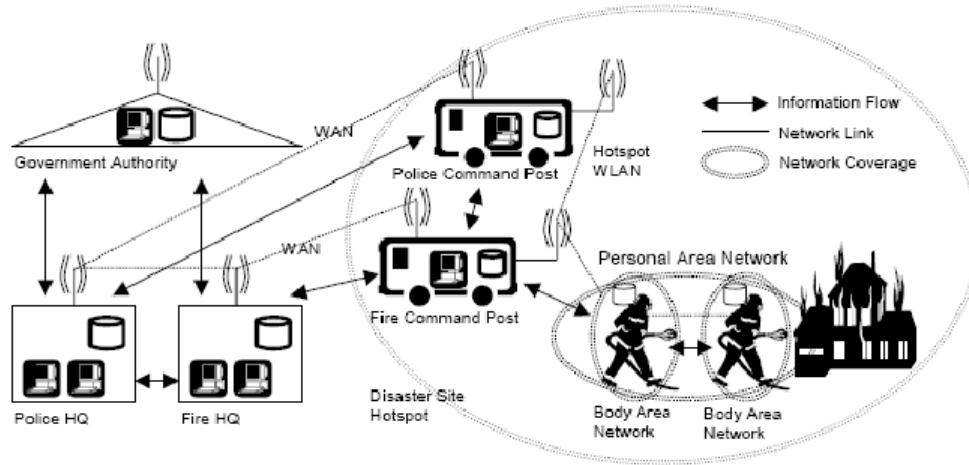 WAN
Government Authority
Police Command Post
Hotspot
WLAN
Information Flow
Network Link
Network Coverage
WAN
Personal Area Network
Fire Command Post
Police HQ
Fire HQ
Disaster Site
Hotspot
Body Area
Network
Body Area
Network